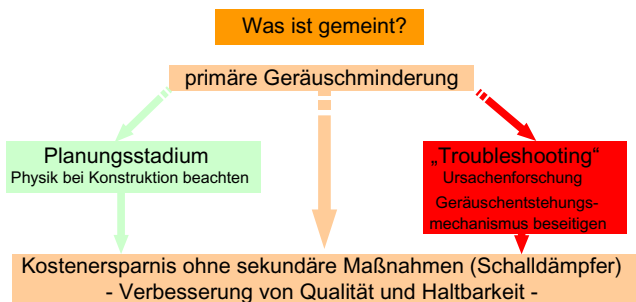 Was ist gemeint?
primäre Geräuschminderung
Planungsstadium
Physik bei Konstruktion beachten
„Troubleshooting“
Ursachenforschung
Geräuschentstehungs-
mechanismus beseitigen
Kostenersparnis ohne sekundäre Maßnahmen (Schalldämpfer)
- Verbesserung von Qualität und Haltbarkeit -